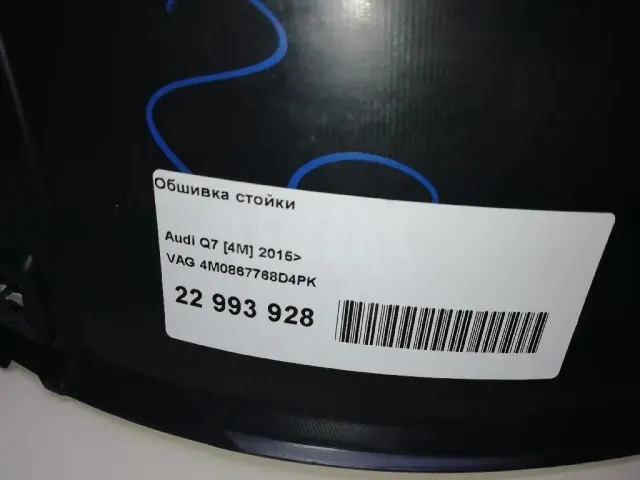 Обшивка стойки
Audi Q7 [4M] 2015>
VAG 4M0867768D4PK
22 993 928